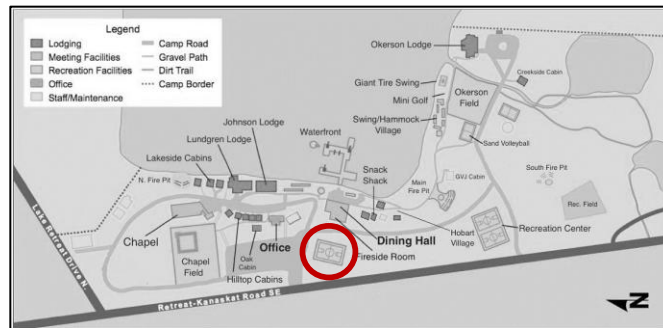 Legend
Lodging
Meeting Facilities
Recreation Facilities
Office
Staff/Maintenance
Camp Road
Gravel Path
Dirt Trail
Camp Border
Okerson Lodge
Creekside Cabin
Giant Tire Swing
Mini Golf
Okerson
Field
Swing/Hammock
Village
Sand Volleyball
Johnson Lodge
Waterfront
Lundgren Lodge
Lakeside Cabins
N. Fire Pit
Snack
Shack
Main
Fire Pit
GVJ Cabin
South Fire Pit
Rec. Field
Chapel
Office
Dining Hall
Hobart
Village
Recreation Center
Fireside Room
Chapel
Field
Oak
Cabin
Hilltop Cabins
Lake Retreat Drive N.
Retreat-Kanaskat Road SE
N